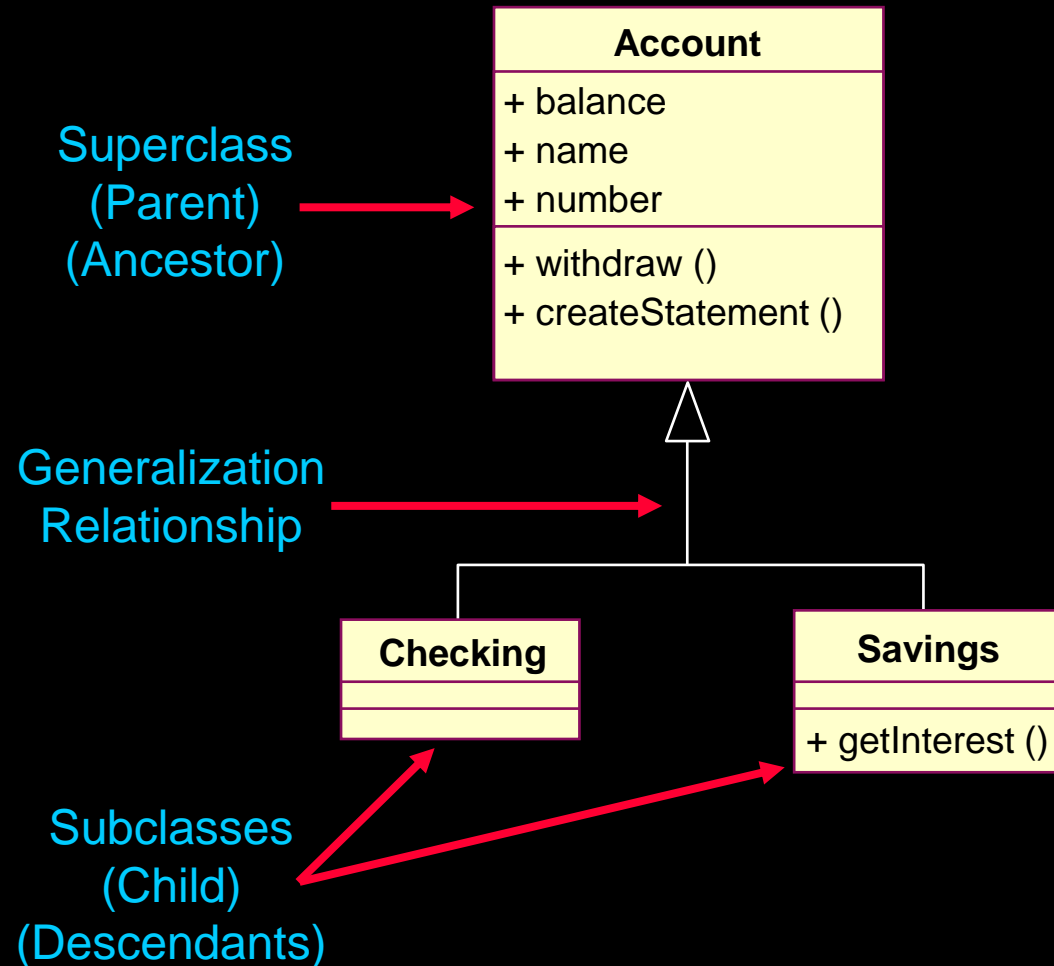 Account
+ balance
+ name
+ number
+ withdraw ()
+ createStatement ()
Superclass
(Parent)
(Ancestor)
Generalization
Relationship
Checking
Savings
+ getInterest ()
Subclasses
(Child)
(Descendants)